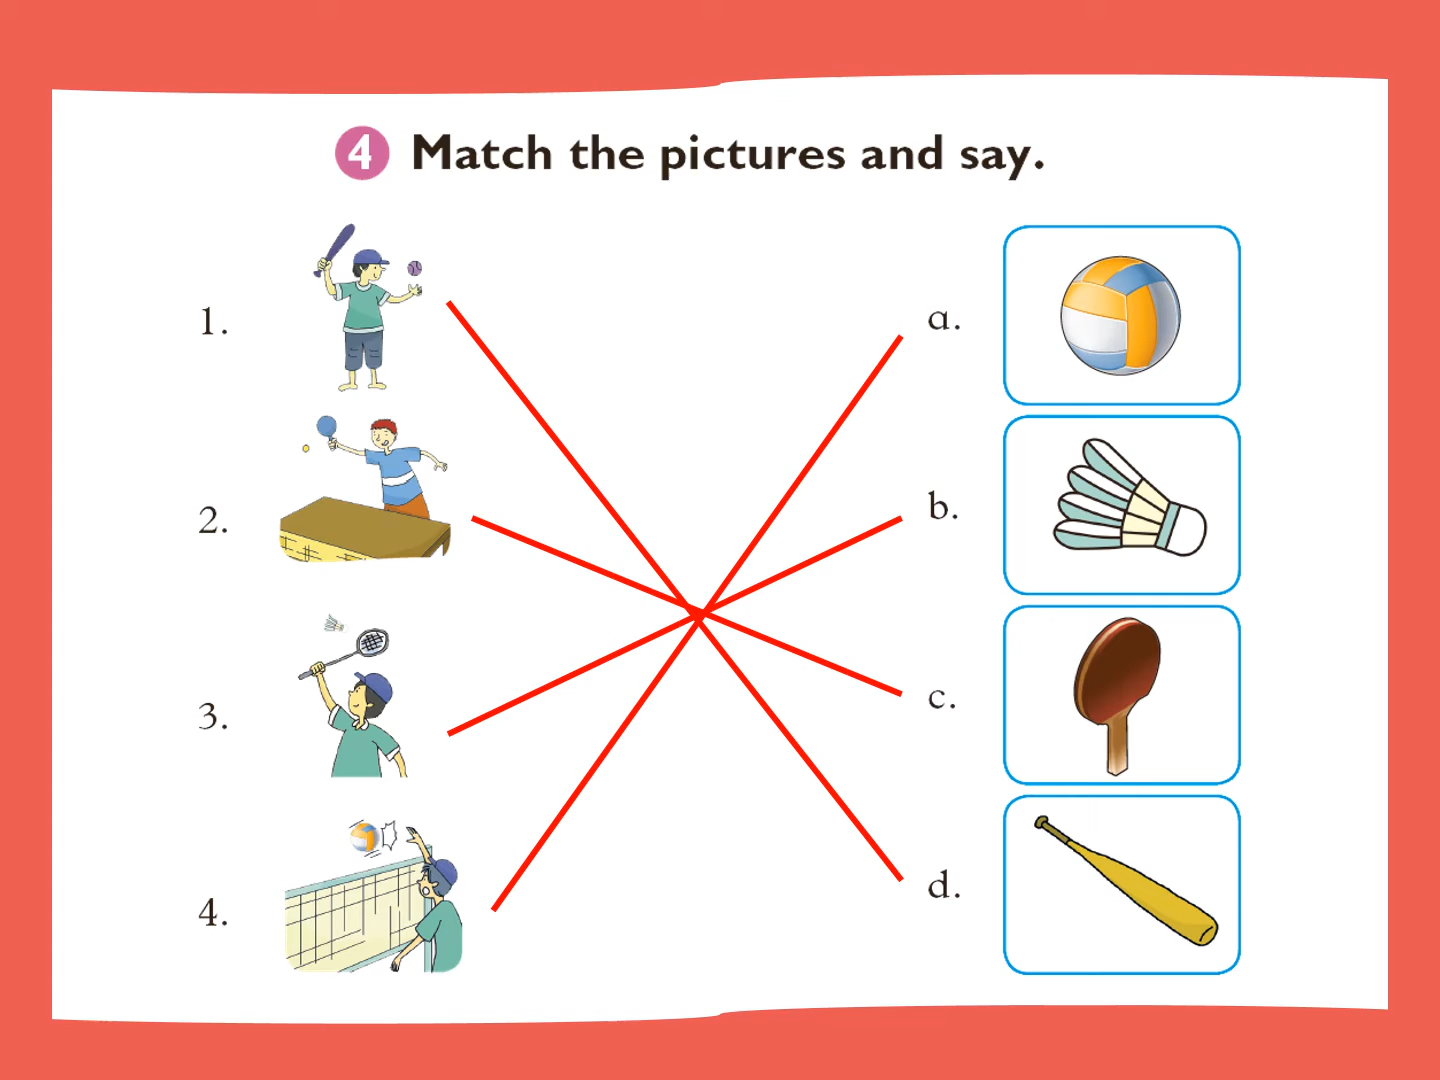 4 Match the pictures and say.
1.
a.
2.
b.
3.
c.
4.
d.